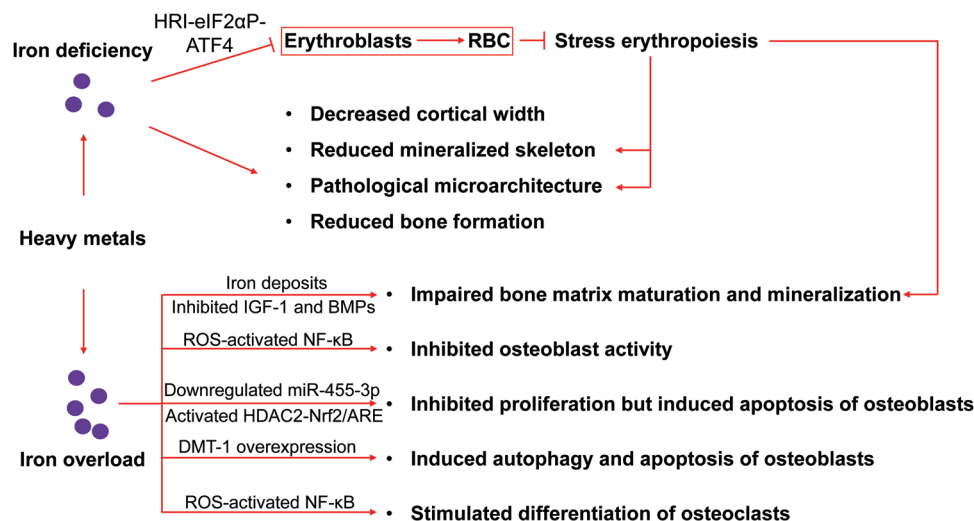 HRI-eIF2αP-
ATF4
Iron deficiency
Erythroblasts
RBC
Stress erythropoiesis
• Decreased cortical width
• Reduced mineralized skeleton
• Pathological microarchitecture
• Reduced bone formation
Heavy metals
Iron deposits
Inhibited IGF-1 and BMPs
• Impaired bone matrix maturation and mineralization
ROS-activated NF-κB
• Inhibited osteoblast activity
Downregulated miR-455-3p
Activated HDAC2-Nrf2/ARE
• Inhibited proliferation but induced apoptosis of osteoblasts
Iron overload
DMT-1 overexpression
• Induced autophagy and apoptosis of osteoblasts
ROS-activated NF-κB
• Stimulated differentiation of osteoclasts